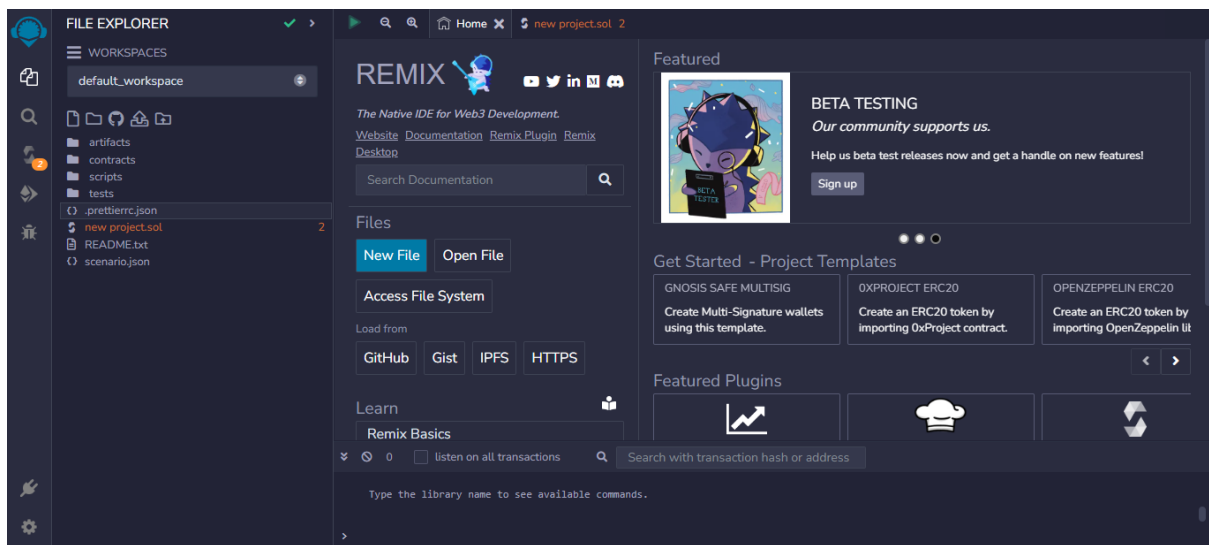 FILE EXPLORER
WORKSPACES
default_workspace
artifacts
contracts
scripts
tests
.prettierrc.json
new project.sol 2
README.txt
scenario.json
2
Home
new project.sol 2
REMIX
The Native IDE for Web3 Development.
Website Documentation Remix Plugin Remix
Desktop
Search Documentation
Files
New File Open File
Access File System
Load from
GitHub Gist IPFS HTTPS
Learn
Remix Basics
Featured
BETA TESTER
BETA TESTING
Our community supports us.
Help us beta test releases now and get a handle on new features!
Sign up
Get Started - Project Templates
GNOSIS SAFE MULTISIG
Create Multi-Signature wallets
using this template.
0XPROJECT ERC20
Create an ERC20 token by
importing 0xProject contract.
OPENZEPPELIN ERC20
Create an ERC20 token by
importing OpenZeppelin lit
Featured Plugins
0 listen on all transactions Search with transaction hash or address
Type the library name to see available commands.
>